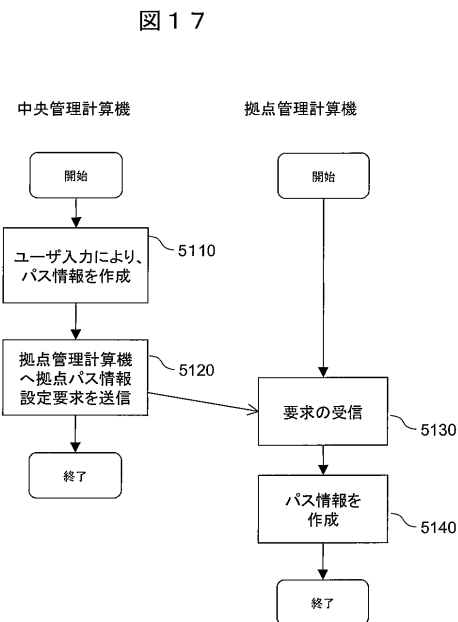 図１７
中央管理計算機
拠点管理計算機
開始
開始
ユーザ入力により、
パス情報を作成
5110
拠点管理計算機
へ拠点パス情報
設定要求を送信
5120
要求の受信
5130
終了
パス情報を
作成
5140
終了